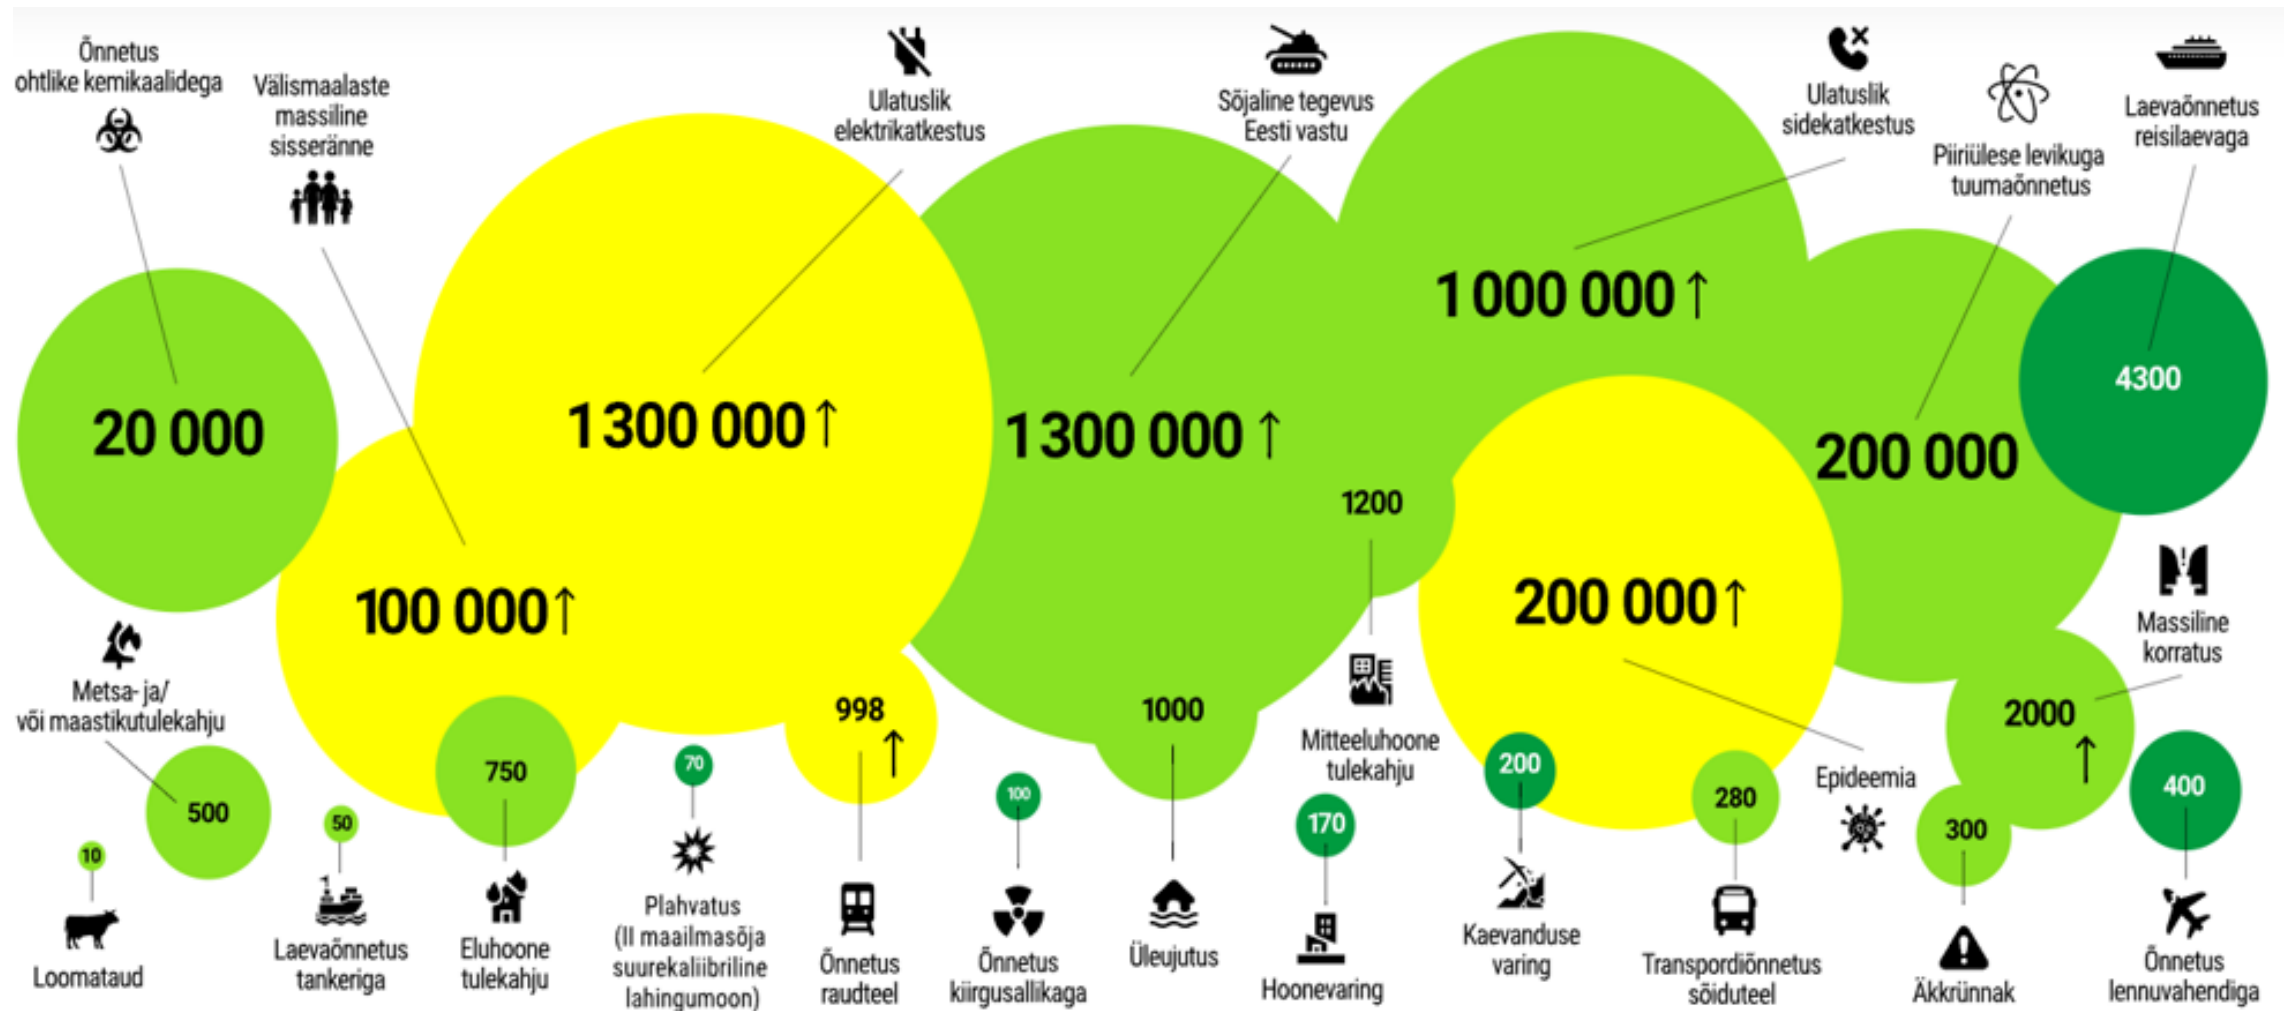 Õnnetus
ohtlike kemikaalidega
Välismaalaste
massiline
sisseränne
Ulatuslik
elektrikatkestus
Sõjaline tegevus
Eesti vastu
Ulatuslik
sidekatkestus
Piiriülese levikuga
tuumaõnnetus
Laevaõnnetus
reisilaevaga
20 000
100 000↑
1 300 000↑
1 300 000↑
1 000 000↑
200 000
4300
1200
200 000↑
Metsa- ja/
või maastikutulekahju
500
10
Loomataud
50
Laevaõnnetus
tankeriga
750
Eluhoone
tulekahju
70
Plahvatus
(II maailmasõja
suurekaliibriline
lahingumoon)
998
↑
Õnnetus
raudteel
100
Õnnetus
kiirgusallikaga
1000
Üleujutus
Mitteeluhoone
tulekahju
170
Hoonevaring
200
Kaevanduse
varing
280
Transpordiõnnetus
sõiduteel
Epideemia
Massiline
korratus
2000
↑
300
Äkkrünnak
400
Õnnetus
lennuvahendiga